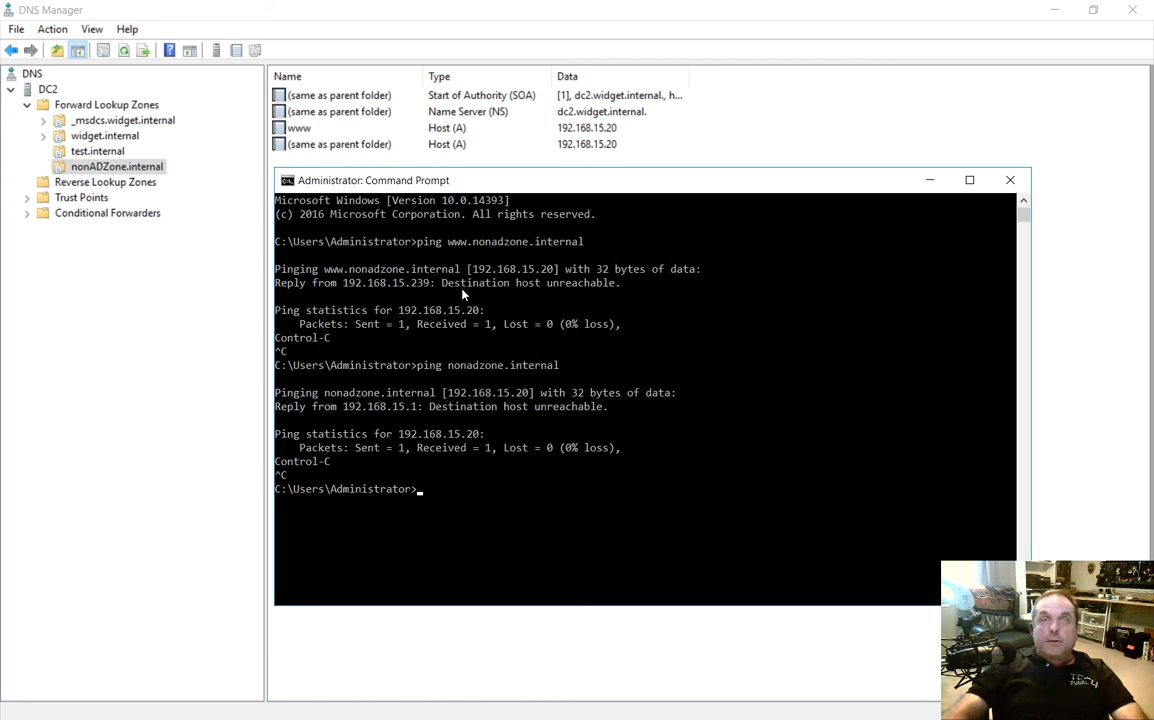 DNS Manager
File Action View Help
DNS
DC2
Forward Lookup Zones
_msdcs.widget.internal
widget.internal
test.internal
nonADZone.internal
Reverse Lookup Zones
Trust Points
Conditional Forwarders
Name Type Data
(same as parent folder) Start of Authority (SOA) [1], dc2.widget.internal., h...
(same as parent folder) Name Server (NS) dc2.widget.internal.
www Host (A) 192.168.15.20
(same as parent folder) Host (A) 192.168.15.20
Administrator: Command Prompt
Microsoft Windows [Version 10.0.14393]
(c) 2016 Microsoft Corporation. All rights reserved.
C:\Users\Administrator>ping www.nonadzone.internal
Pinging www.nonadzone.internal [192.168.15.20] with 32 bytes of data:
Reply from 192.168.15.239: Destination host unreachable.
Ping statistics for 192.168.15.20:
Packets: Sent = 1, Received = 1, Lost = 0 (0% loss),
Control-C
^C
C:\Users\Administrator>ping nonadzone.internal
Pinging nonadzone.internal [192.168.15.20] with 32 bytes of data:
Reply from 192.168.15.1: Destination host unreachable.
Ping statistics for 192.168.15.20:
Packets: Sent = 1, Received = 1, Lost = 0 (0% loss),
Control-C
^C
C:\Users\Administrator>